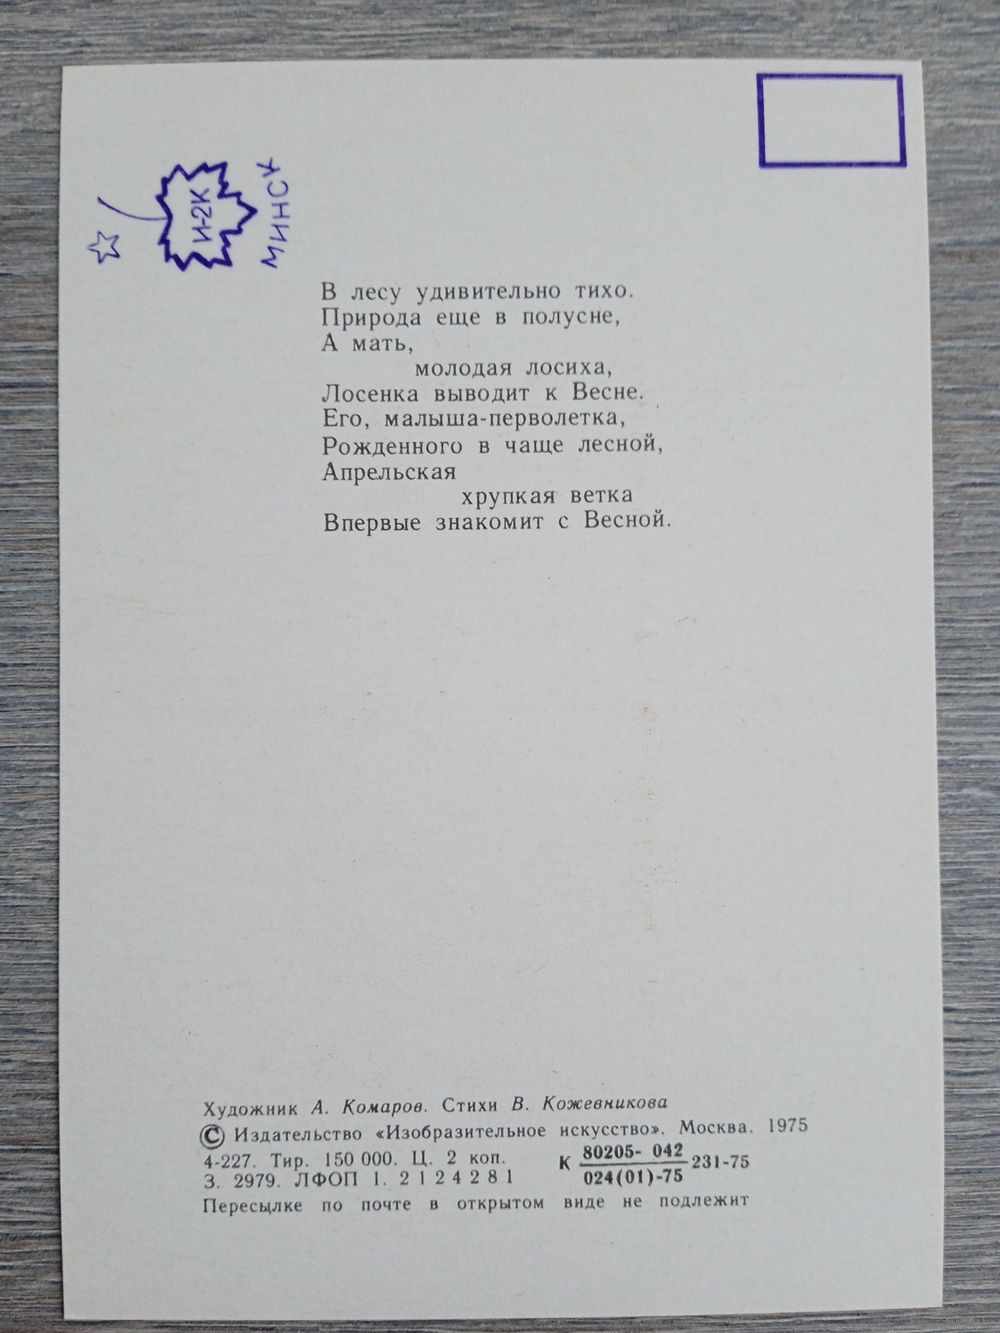 И-2К
МИНСК
В лесу удивительно тихо.
Природа еще в полусне,
А мать,
молодая лосиха,
Лосенка выводит к Весне.
Его, малыша-перволетка,
Рожденного в чаще лесной,
Апрельская
хрупкая ветка
Впервые знакомит с Весной.
Художник А. Комаров. Стихи В. Кожевникова
© Издательство «Изобразительное искусство». Москва. 1975
4-227. Тир. 150 000. Ц. 2 коп.
З. 2979. ЛФОП 1. 2124281
К 80205-042 / 024(01)-75 231-75
Пересылке по почте в открытом виде не подлежит